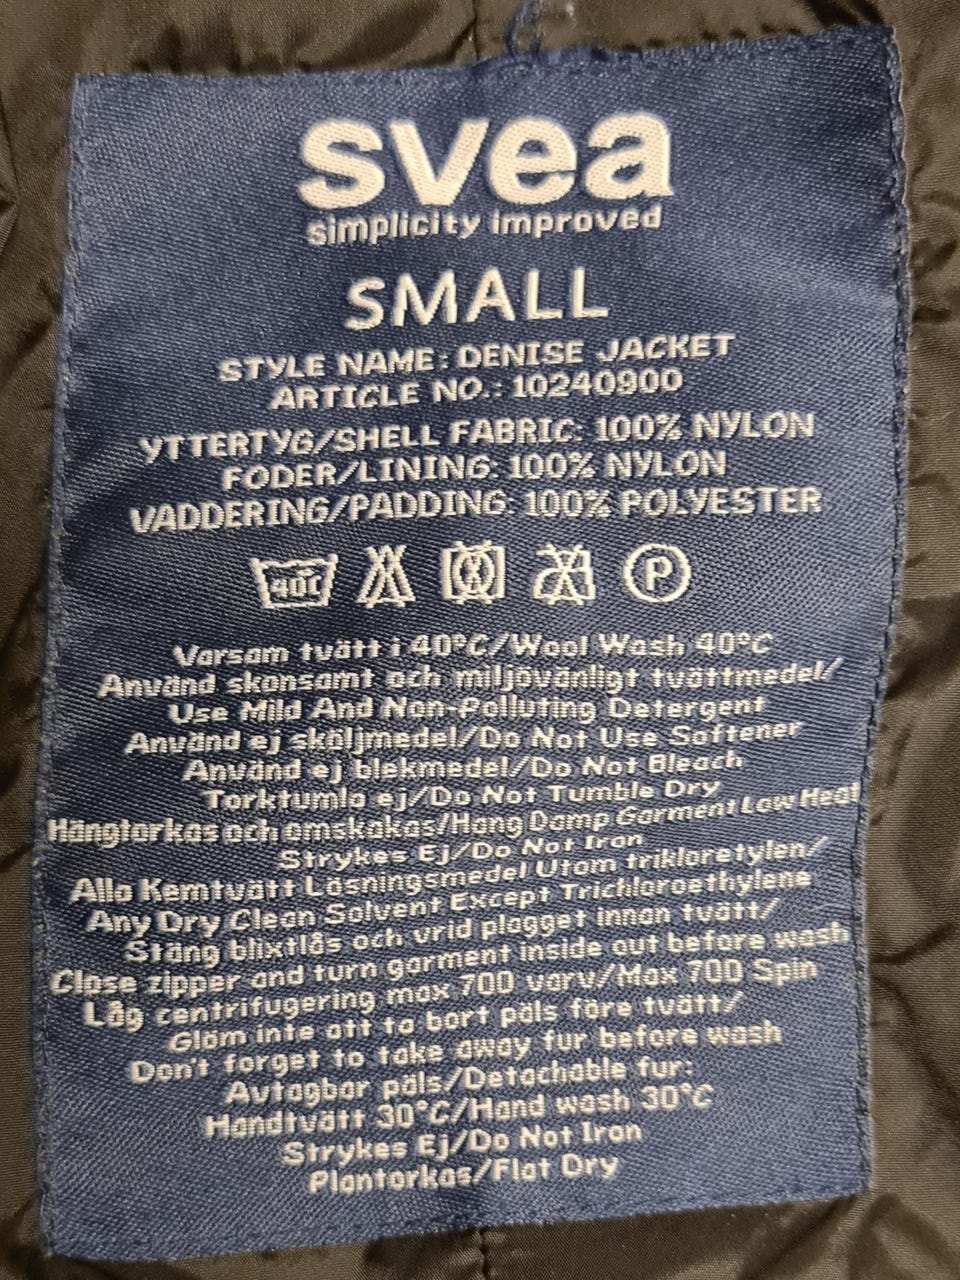 svea
simplicity improved
SMALL
STYLE NAME: DENISE JACKET
ARTICLE NO.: 10240900
YTTERTYG/SHELL FABRIC: 100% NYLON
FODER/LINING: 100% NYLON
VADDERING/PADDING: 100% POLYESTER
40C P
Varsam tvätt i 40°C/Wool Wash 40°C
Använd skonsamt och miljövänligt tvättmedel/
Use Mild And Non-Polluting Detergent
Använd ej sköljmedel/Do Not Use Softener
Använd ej blekmedel/Do Not Bleach
Torktumla ej/Do Not Tumble Dry
Hängtorkas och omskakas/Hang Damp Garment Low Heat
Strykes Ej/Do Not Iron
Alla Kemtvätt Lösningsmedel Utom trikloretylen/
Any Dry Clean Solvent Except Trichloroethylene
Stäng blixtlås och vrid plagget innan tvätt/
Close zipper and turn garment inside out before wash
Låg centrifugering max 700 varv/Max 700 Spin
Glöm inte att ta bort päls före tvätt/
Don't forget to take away fur before wash
Avtagbar päls/Detachable fur:
Handtvätt 30°C/Hand wash 30°C
Strykes Ej/Do Not Iron
Plantorkas/Flat Dry